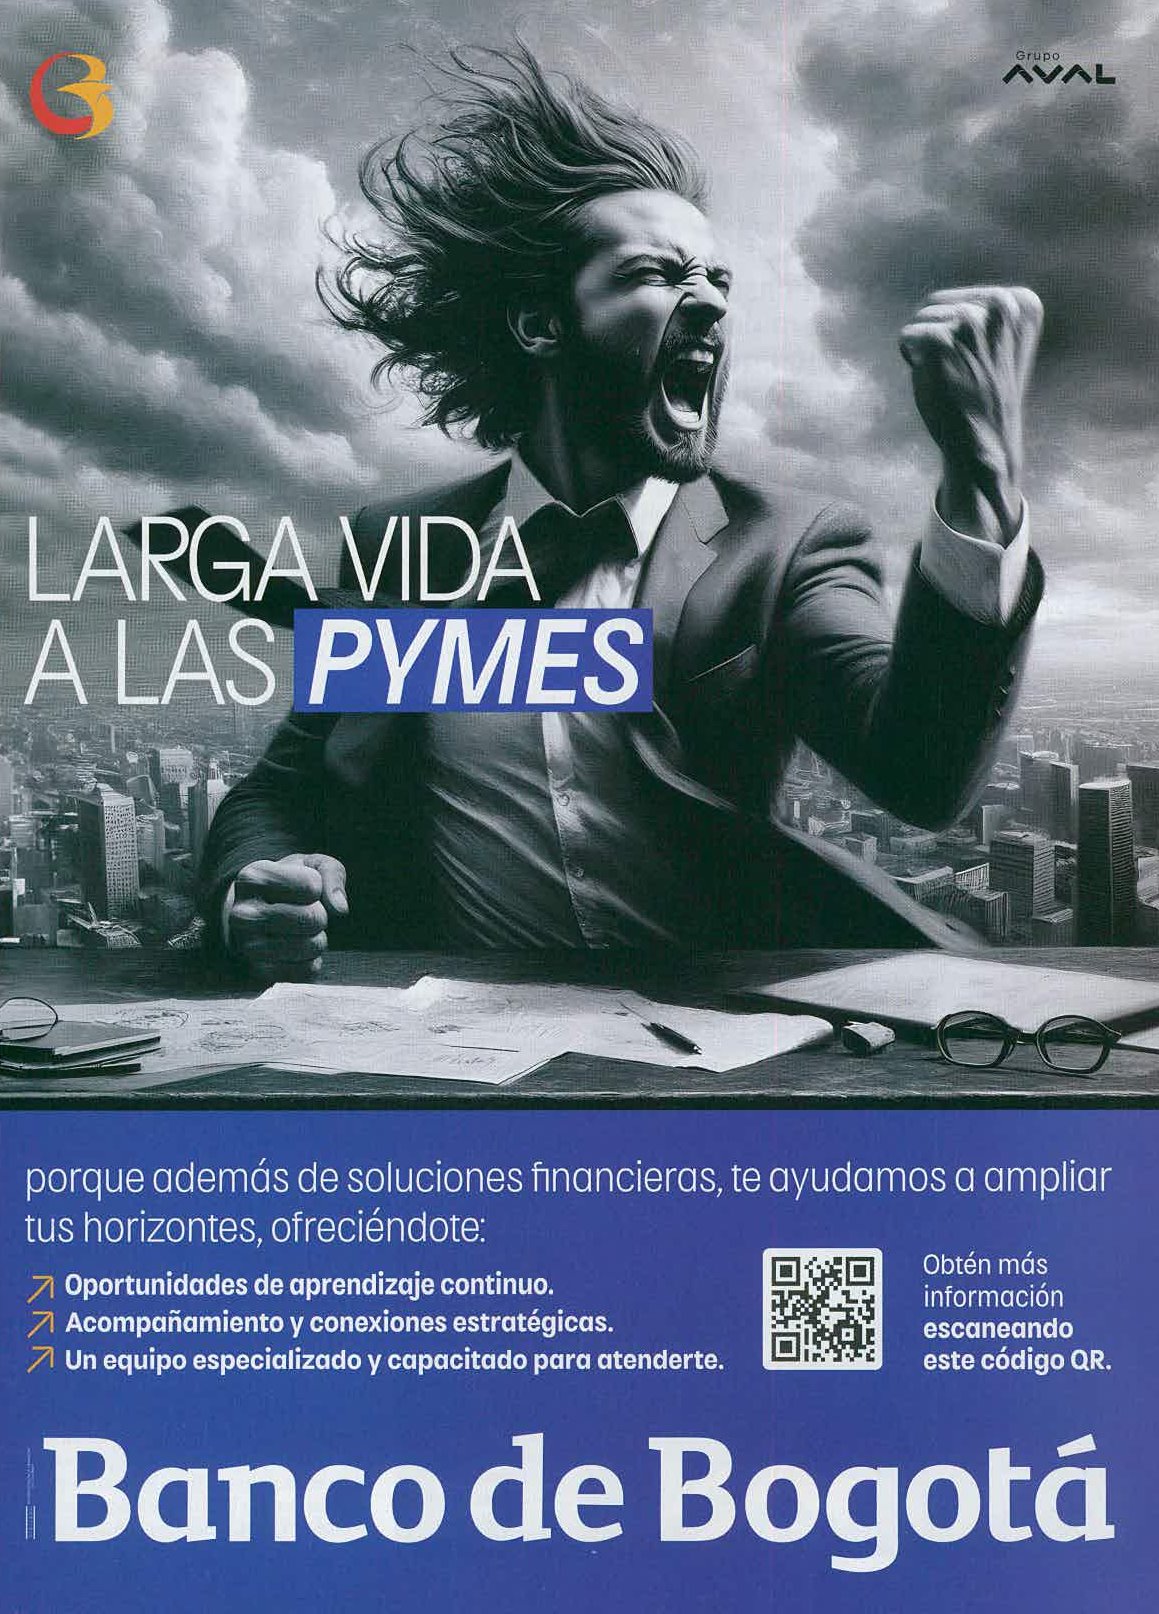 Grupo
AVAL
LARGA VIDA
A LAS PYMES
porque además de soluciones financieras, te ayudamos a ampliar
tus horizontes, ofreciéndote:
Oportunidades de aprendizaje continuo.
Acompañamiento y conexiones estratégicas.
Un equipo especializado y capacitado para atenderte.
Obtén más
información
escaneando
este código QR.
Banco de Bogotá